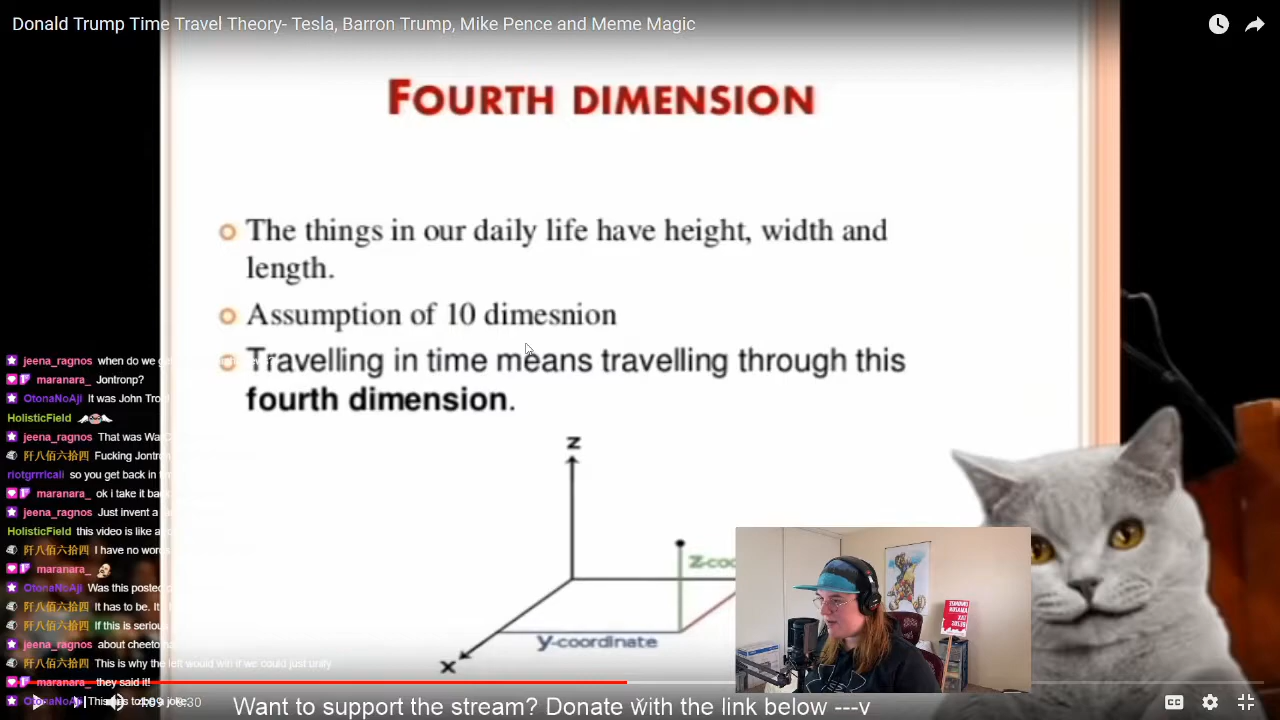 Donald Trump Time Travel Theory- Tesla, Barron Trump, Mike Pence and Meme Magic
FOURTH DIMENSION
The things in our daily life have height, width and
length.
Assumption of 10 dimesnion
Travelling in time means travelling through this
fourth dimension.
z
z-coo
y-coordinate
x
jeena_ragnos when do we
maranara_ Jontronp?
OtonaNoAji It was John
HolisticField
jeena_ragnos That was
阡八佰六拾四 Fucking
riotgrrrlcali so you get back in
maranara_ ok i take it back
jeena_ragnos Just invent a
HolisticField this video is like
阡八佰六拾四 I have no words
maranara_
OtonaNoAji Was this posted
阡八佰六拾四 It has to be.
阡八佰六拾四 If this is
jeena_ragnos about
阡八佰六拾四 This is why the left would win if we could just unify
maranara_ they said it!
OtonaNoAji This
Want to support the stream? Donate with the link below ---v
CC